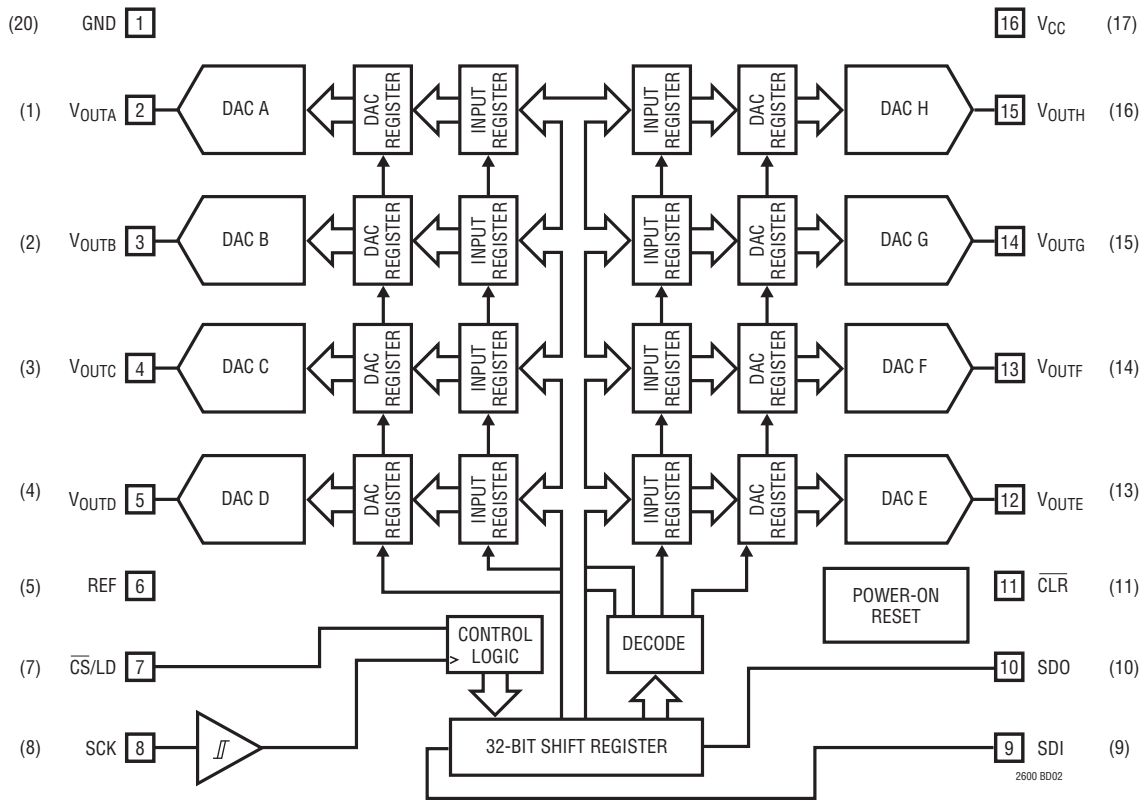 (20) GND 1 16 VCC (17)
(1) VOUTA 2 DAC A DAC REGISTER INPUT REGISTER INPUT REGISTER DAC REGISTER DAC H 15 VOUTH (16)
(2) VOUTB 3 DAC B DAC REGISTER INPUT REGISTER INPUT REGISTER DAC REGISTER DAC G 14 VOUTG (15)
(3) VOUTC 4 DAC C DAC REGISTER INPUT REGISTER INPUT REGISTER DAC REGISTER DAC F 13 VOUTF (14)
(4) VOUTD 5 DAC D DAC REGISTER INPUT REGISTER INPUT REGISTER DAC REGISTER DAC E 12 VOUTE (13)
(5) REF 6 POWER-ON RESET 11 CLR (11)
(7) CS/LD 7 CONTROL LOGIC DECODE 10 SDO (10)
(8) SCK 8 32-BIT SHIFT REGISTER 9 SDI (9)
2600 BD02